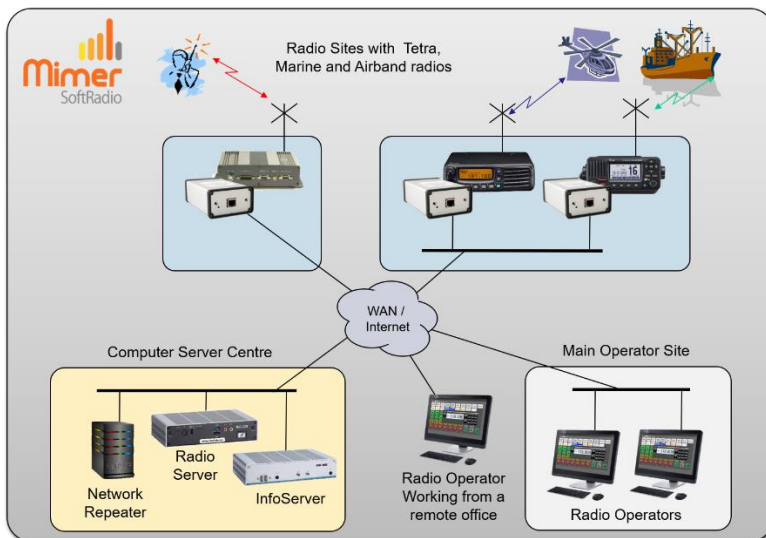 Mimer
SoftRadio
Radio Sites with Tetra,
Marine and Airband radios
16
WAN /
Internet
Computer Server Centre
Main Operator Site
Network
Repeater
Radio
Server
InfoServer
Radio Operator
Working from a
remote office
Radio Operators